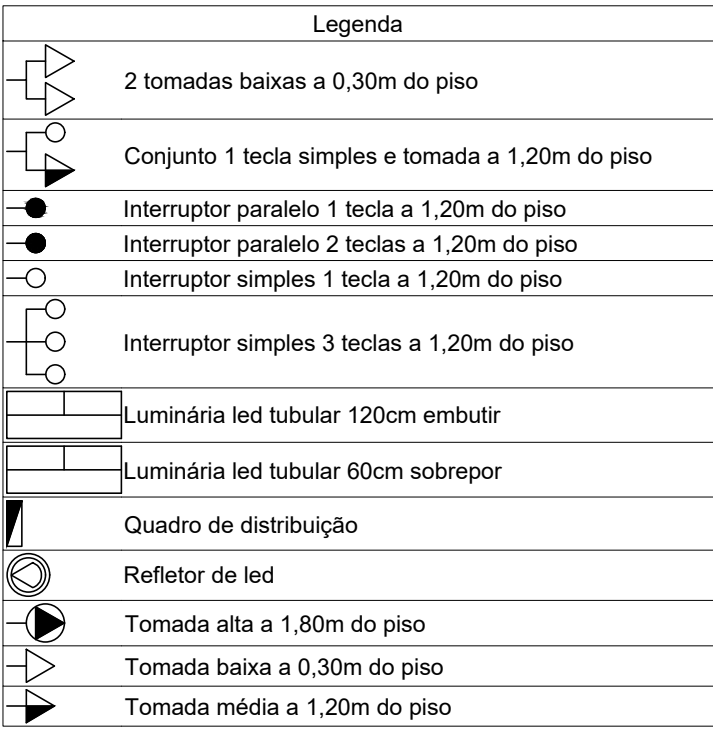 Legenda
2 tomadas baixas a 0,30m do piso
Conjunto 1 tecla simples e tomada a 1,20m do piso
Interruptor paralelo 1 tecla a 1,20m do piso
Interruptor paralelo 2 teclas a 1,20m do piso
Interruptor simples 1 tecla a 1,20m do piso
Interruptor simples 3 teclas a 1,20m do piso
Luminária led tubular 120cm embutir
Luminária led tubular 60cm sobrepor
Quadro de distribuição
Refletor de led
Tomada alta a 1,80m do piso
Tomada baixa a 0,30m do piso
Tomada média a 1,20m do piso